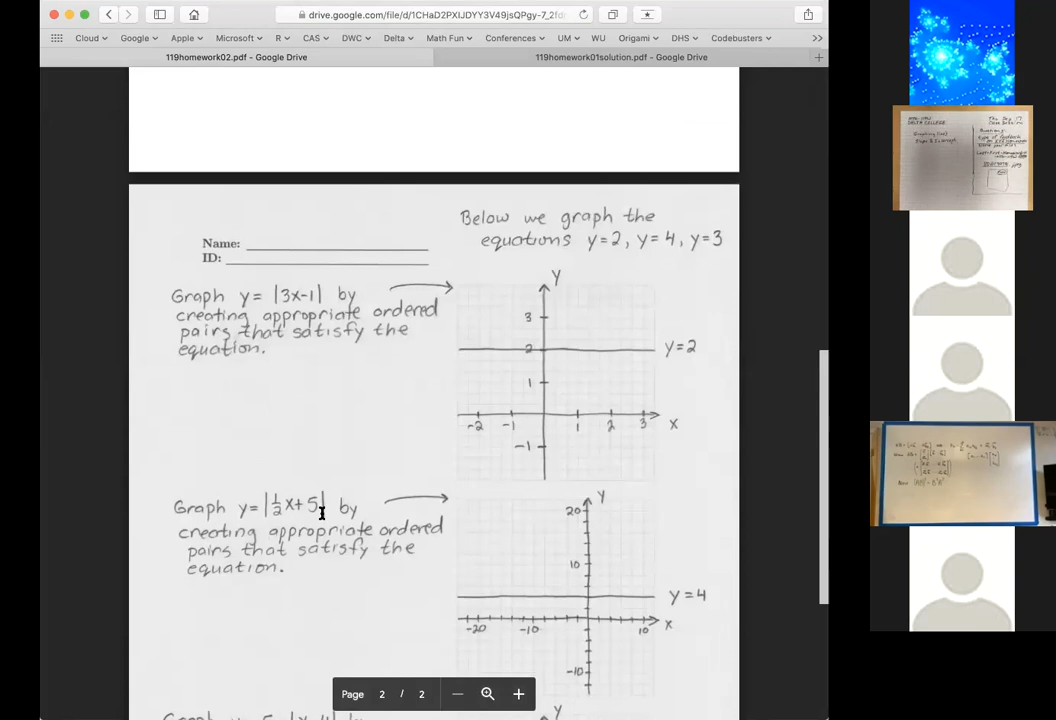 drive.google.com/file/d/1CHaD2PXIJDYY3V49jsQPgy-7_2fd
Cloud Google Apple Microsoft R CAS DWC Delta Math Fun Conferences UM WU Origami DHS Codebusters >>
119homework02.pdf - Google Drive
119homework01solution.pdf - Google Drive
+
Below we graph the
equations y=2, y=4, y=3
Name:
ID:
Graph y= |3x-1| by
creating appropriate ordered
pairs that satisfy the
equation.
y
3
2
1
-2 -1 1 2 3 x
-1
y=2
Graph y= |½x+5| by
creating appropriate ordered
pairs that satisfy the
equation.
y
20
10
y=4
-20 -10 10 x
-10
Page 2 / 2
y
DELTA COLLEGE